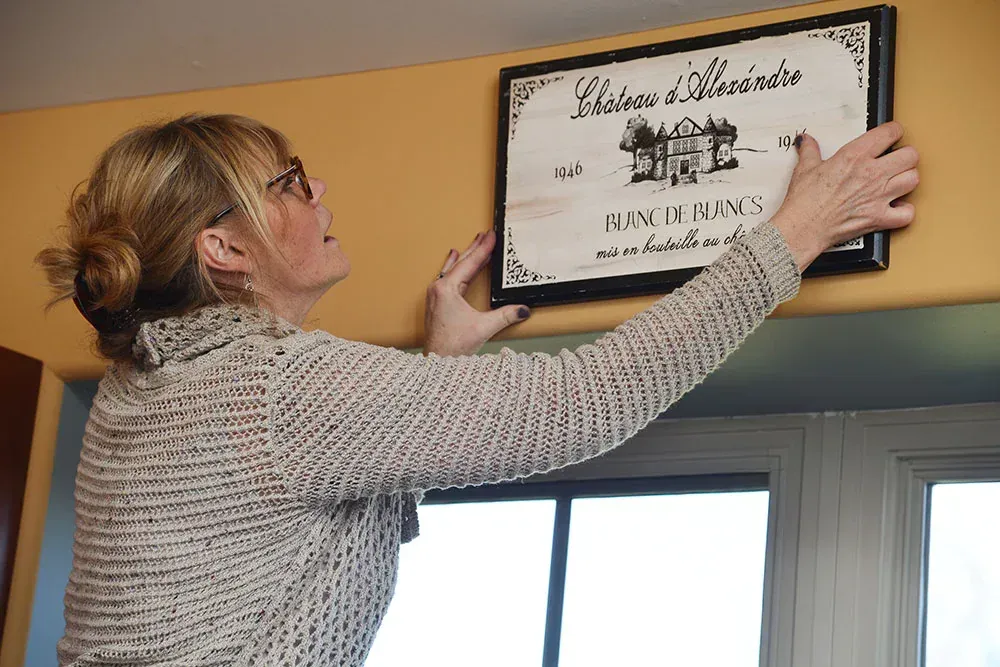 Château d'Alexándre
1946
BLANC DE BLANCS
mis en bouteille au